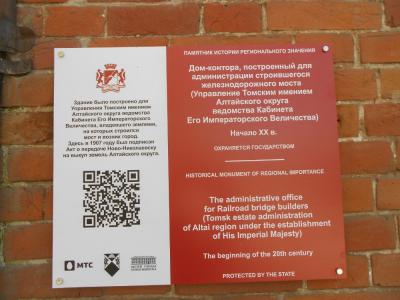 Здание было построено для
Управления Томским имением
Алтайского округа ведомства
Кабинета Его Императорского
Величества, владевшего землями,
на которых строился
мост и возник город.
Здесь в 1907 году был подписан
Акт о передаче Ново-Николаевску
на выкуп земель Алтайского округа.
МТС
ПАМЯТНИК ИСТОРИИ РЕГИОНАЛЬНОГО ЗНАЧЕНИЯ
Дом-контора, построенный для
администрации строившегося
железнодорожного моста
(Управления Томским имением
Алтайского округа
ведомства Кабинета
Его Императорского Величества)
Начало XX в.
ОХРАНЯЕТСЯ ГОСУДАРСТВОМ
HISTORICAL MONUMENT OF REGIONAL IMPORTANCE
The administrative office
for Railroad bridge builders
(Tomsk estate administration
of Altai region under the establishment
of His Imperial Majesty)
The beginning of the 20th century
PROTECTED BY THE STATE